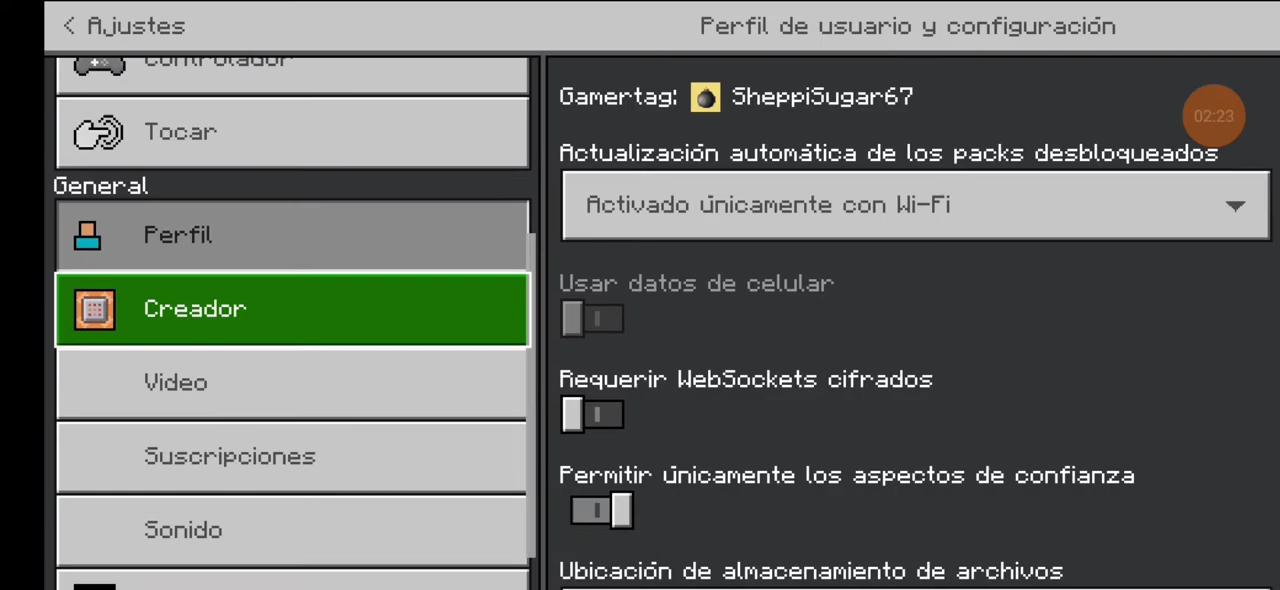 Ajustes
Perfil de usuario y configuración
Controlador
Tocar
General
Perfil
Creador
Video
Suscripciones
Sonido
Gamertag: SheppiSugar67
02:23
Actualización automática de los packs desbloqueados
Activado únicamente con Wi-Fi
Usar datos de celular
Requerir WebSockets cifrados
Permitir únicamente los aspectos de confianza
Ubicación de almacenamiento de archivos